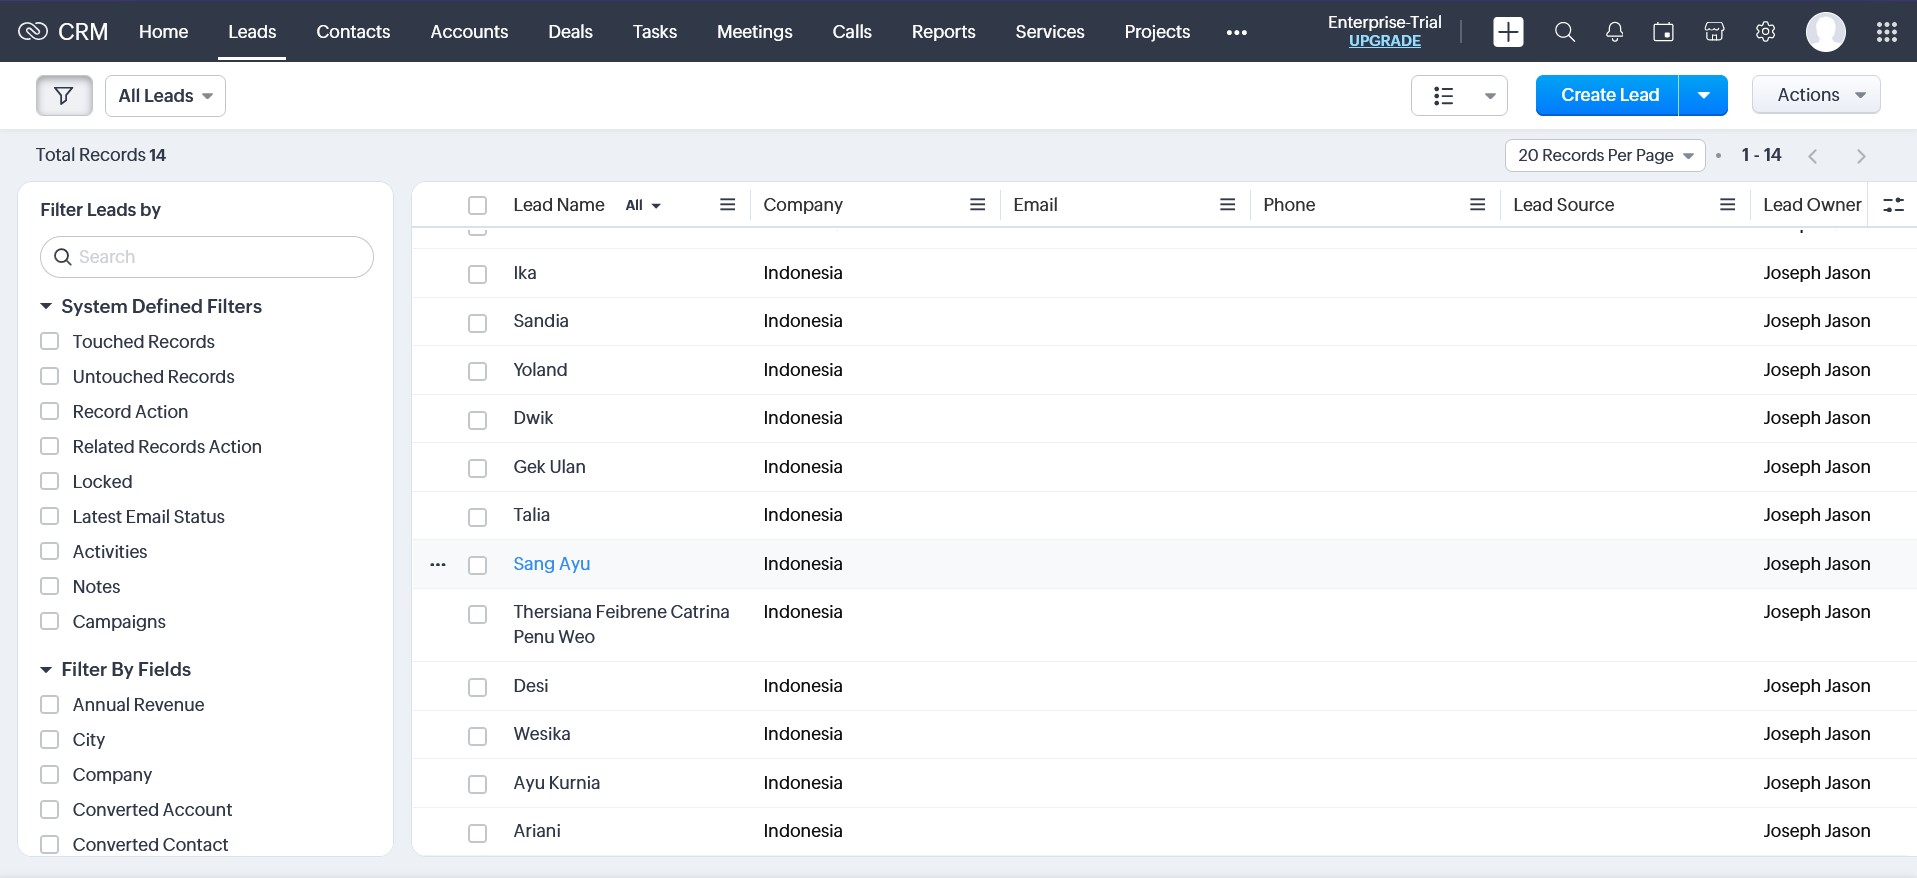 CRM Home Leads Contacts Accounts Deals Tasks Meetings Calls Reports Services Projects ••• Enterprise-Trial
UPGRADE
All Leads Create Lead Actions
Total Records 14 20 Records Per Page • 1 - 14
Filter Leads by
Search
System Defined Filters
Touched Records
Untouched Records
Record Action
Related Records Action
Locked
Latest Email Status
Activities
Notes
Campaigns
Filter By Fields
Annual Revenue
City
Company
Converted Account
Converted Contact
Lead Name All Company Email Phone Lead Source Lead Owner
Ika Indonesia Joseph Jason
Sandia Indonesia Joseph Jason
Yoland Indonesia Joseph Jason
Dwik Indonesia Joseph Jason
Gek Ulan Indonesia Joseph Jason
Talia Indonesia Joseph Jason
Sang Ayu Indonesia Joseph Jason
Thersiana Feibrene Catrina Indonesia Joseph Jason
Penu Weo
Desi Indonesia Joseph Jason
Wesika Indonesia Joseph Jason
Ayu Kurnia Indonesia Joseph Jason
Ariani Indonesia Joseph Jason